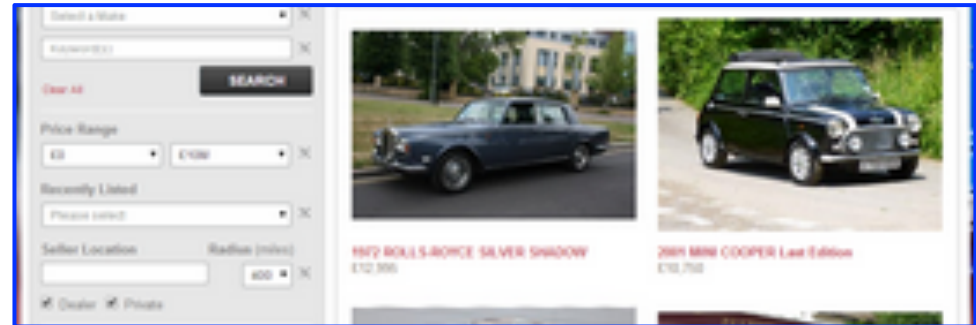 Select a Make
Keyword(s)
Clear All
SEARCH
Price Range
£0
£10M
Recently Listed
Please select
Seller Location
Radius (miles)
600
Dealer
Private
1972 ROLLS-ROYCE SILVER SHADOW
£12,995
2001 MINI COOPER Last Edition
£10,750